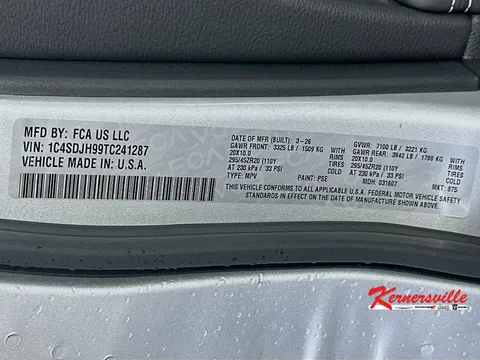 MFD BY: FCA US LLC
VIN: 1C4SDJH99TC241287
VEHICLE MADE IN: U.S.A.
DATE OF MFR (BUILT): 3-26
GVWR: 7100 LB / 3221 KG
GAWR FRONT: 3325 LB / 1509 KG WITH
GAWR REAR: 3940 LB / 1788 KG WITH
20X10.0 RIMS
20X10.0 RIMS
295/45ZR20 (110Y TIRES
295/45ZR20 (110Y TIRES
AT 230 kPa / 33 PSI COLD
AT 230 kPa / 33 PSI COLD
TYPE: MPV
PAINT: PSE
MDH: 031607
MKT: 875
THIS VEHICLE CONFORMS TO ALL APPLICABLE U.S.A. FEDERAL MOTOR VEHICLE SAFETY
STANDARDS IN EFFECT ON THE DATE OF MANUFACTURE SHOWN ABOVE.
Kernersville
Jeep